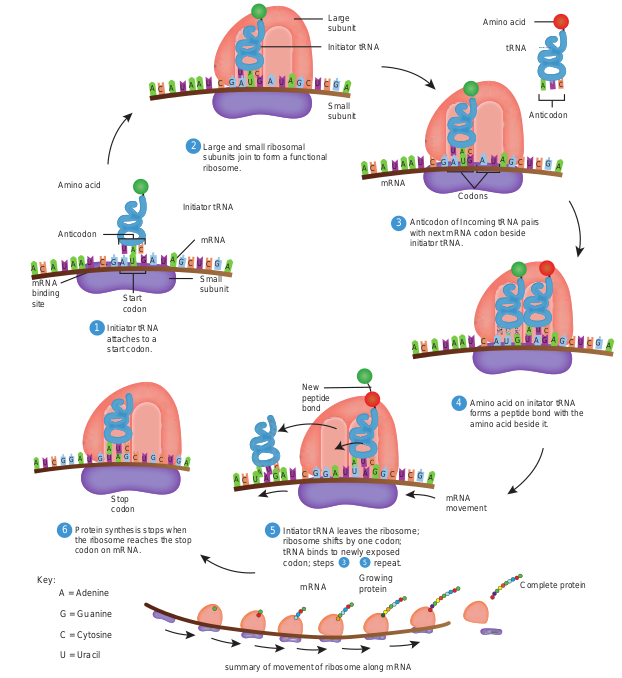 Large
subunit
Initiator tRNA
Small
subunit
2 Large and small ribosomal
subunits join to form a functional
ribosome.
Amino acid
tRNA
Anticodon
mRNA
Codons
3 Anticodon of Incoming tRNA pairs
with next mRNA codon beside
initiator tRNA.
Amino acid
Initiator tRNA
Anticodon
mRNA
mRNA
binding
site
Small
subunit
Start
codon
1 Initiator tRNA
attaches to a
start codon.
4 Amino acid on initator tRNA
forms a peptide bond with the
amino acid beside it.
New
peptide
bond
mRNA
movement
5 Intiator tRNA leaves the ribosome;
ribosome shifts by one codon;
tRNA binds to newly exposed
codon; steps 3 5 repeat.
Stop
codon
6 Protein synthesis stops when
the ribosome reaches the stop
codon on mRNA.
Key:
A = Adenine
G = Guanine
C = Cytosine
U = Uracil
mRNA
Growing
protein
Complete protein
summary of movement of ribosome along mRNA